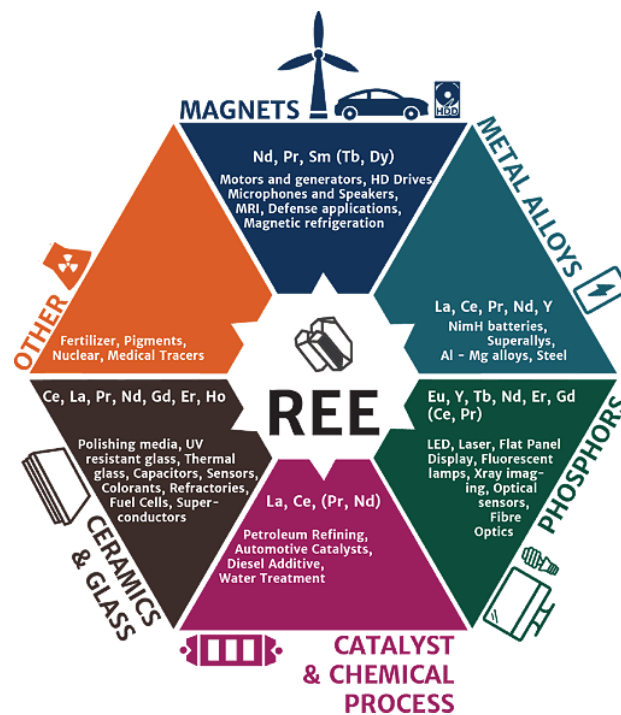 MAGNETS
HDD
Nd, Pr, Sm (Tb, Dy)
Motors and generators, HD Drives
Microphones and Speakers,
MRI, Defense applications,
Magnetic refrigeration
METAL ALLOYS
La, Ce, Pr, Nd, Y
NimH batteries,
Superallys,
Al - Mg alloys, Steel
OTHER
Fertilizer, Pigments,
Nuclear, Medical Tracers
REE
Ce, La, Pr, Nd, Gd, Er, Ho
Polishing media, UV
resistant glass, Thermal
glass, Capacitors, Sensors,
Colorants, Refractories,
Fuel Cells, Super-
conductors
CERAMICS
& GLASS
Eu, Y, Tb, Nd, Er, Gd
(Ce, Pr)
LED, Laser, Flat Panel
Display, Fluorescent
lamps, Xray imag-
ing, Optical
sensors,
Fibre
Optics
PHOSPHORS
La, Ce, (Pr, Nd)
Petroleum Refining,
Automotive Catalysts,
Diesel Additive,
Water Treatment
CATALYST
& CHEMICAL
PROCESS